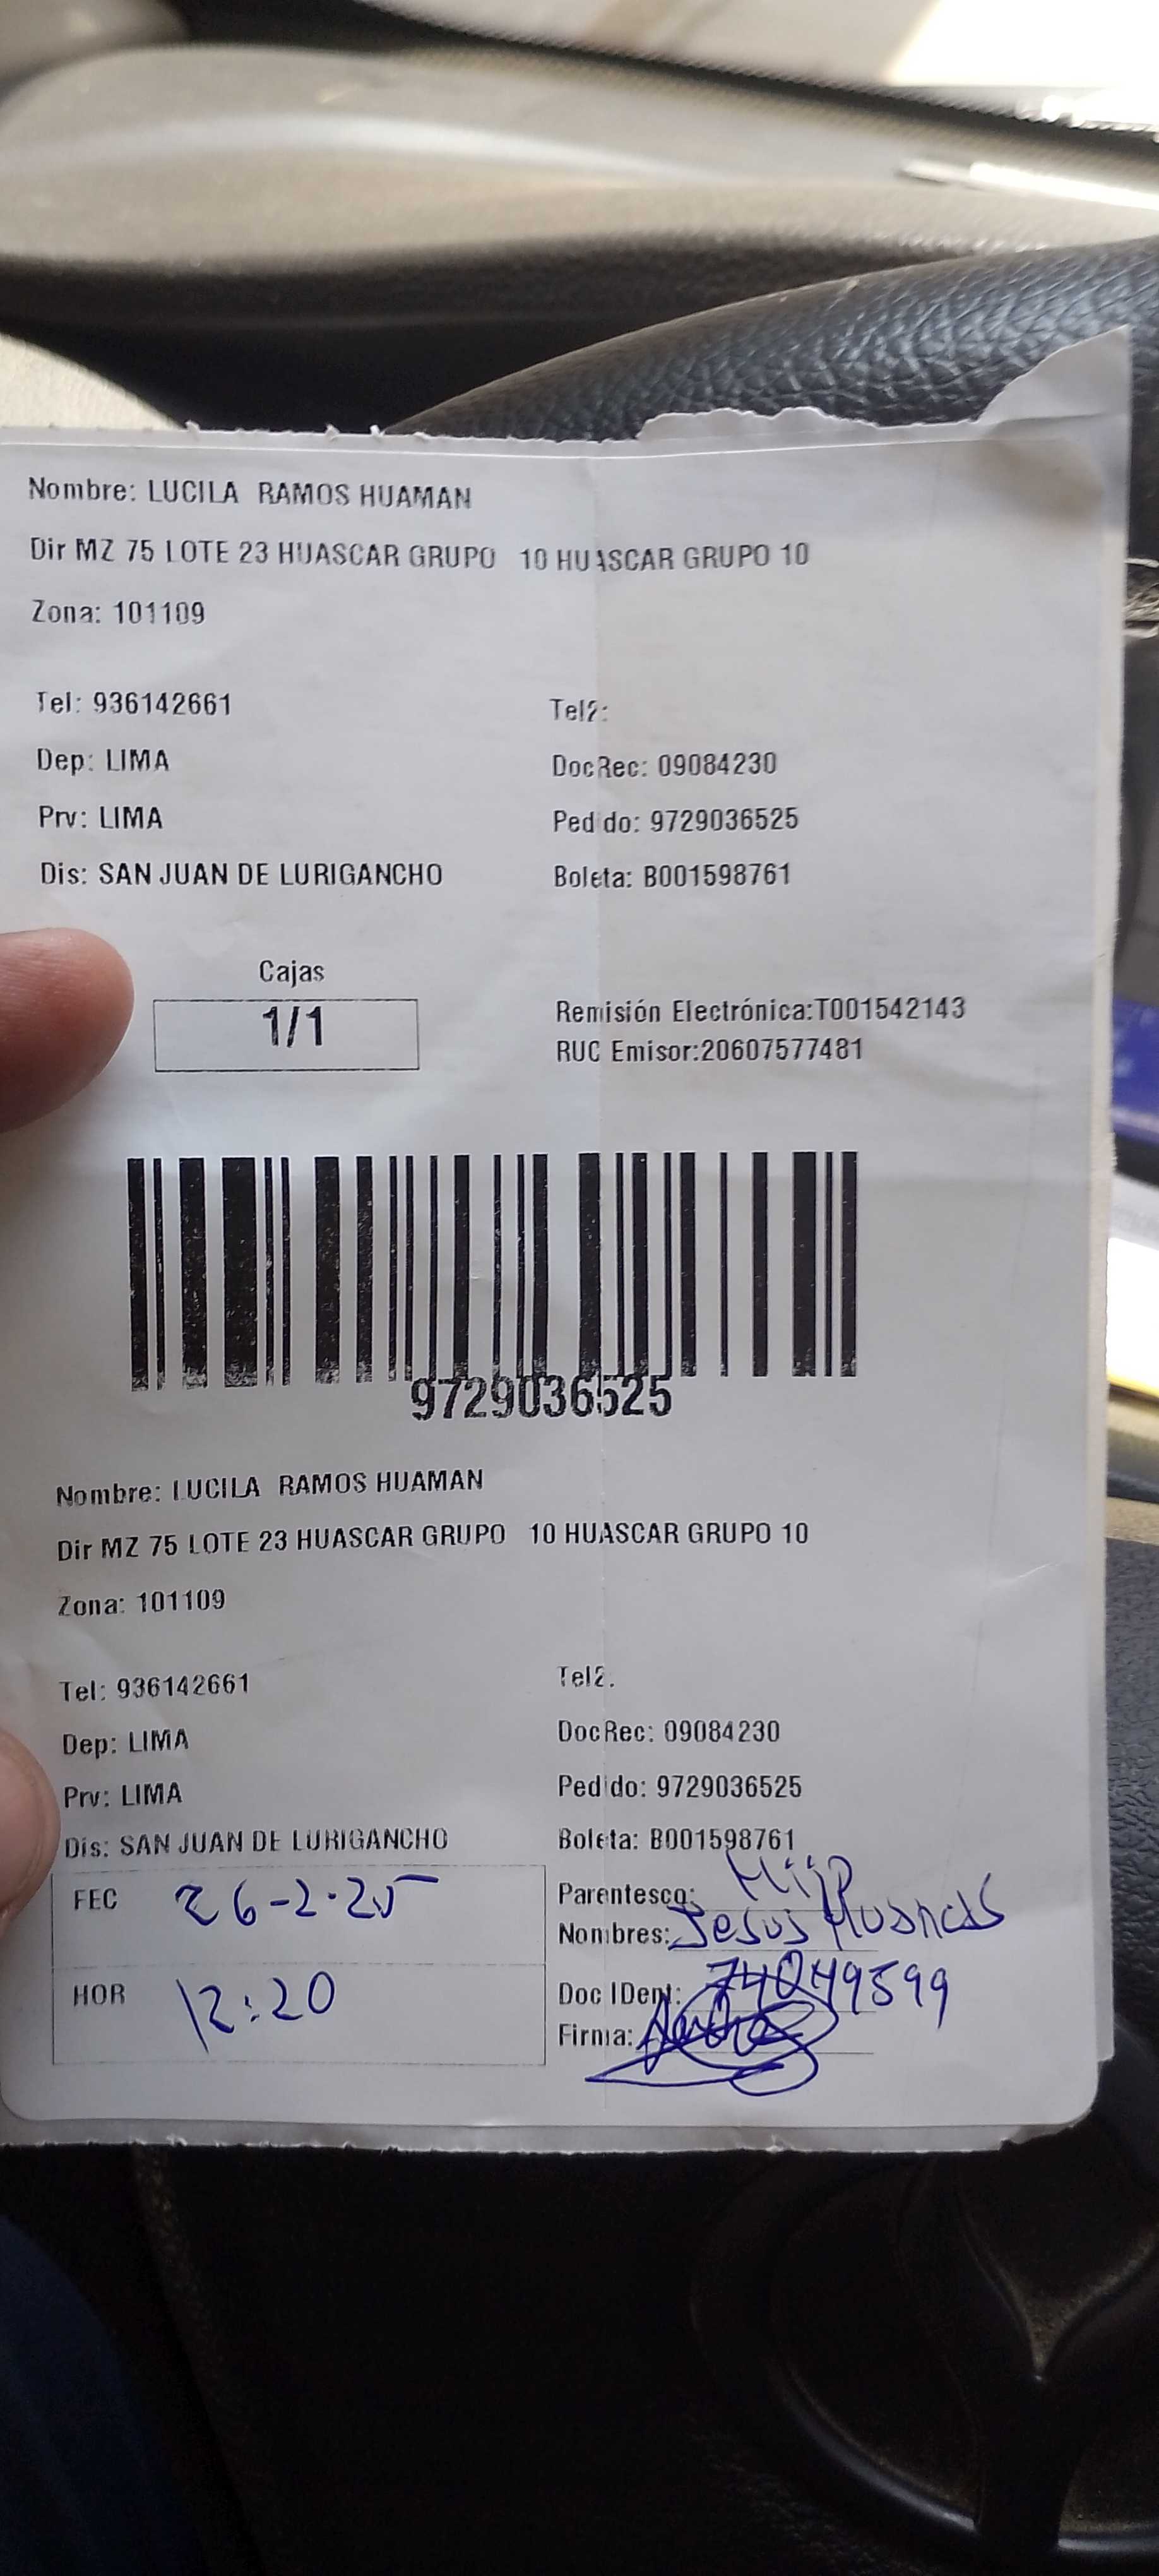 Nombre: LUCILA RAMOS HUAMAN
Dir MZ 75 LOTE 23 HUASCAR GRUPO 10 HUASCAR GRUPO 10
Zona: 101109
Tel: 936142661 Tel2:
Dep: LIMA DocRec: 09084230
Prv: LIMA Pedido: 9729036525
Dis: SAN JUAN DE LURIGANCHO Boleta: B001598761
Cajas
1/1
Remisión Electrónica:T001542143
RUC Emisor:20607577481
9729036525
Nombre: LUCILA RAMOS HUAMAN
Dir MZ 75 LOTE 23 HUASCAR GRUPO 10 HUASCAR GRUPO 10
Zona: 101109
Tel: 936142661 Tel2:
Dep: LIMA DocRec: 09084230
Prv: LIMA Pedido: 9729036525
Dis: SAN JUAN DE LURIGANCHO Boleta: B001598761
FEC 26-2-25 Parentesco: Hijo
Nombres: Jesus
HOR 12:20 Doc IDent: 74049599
Firma: